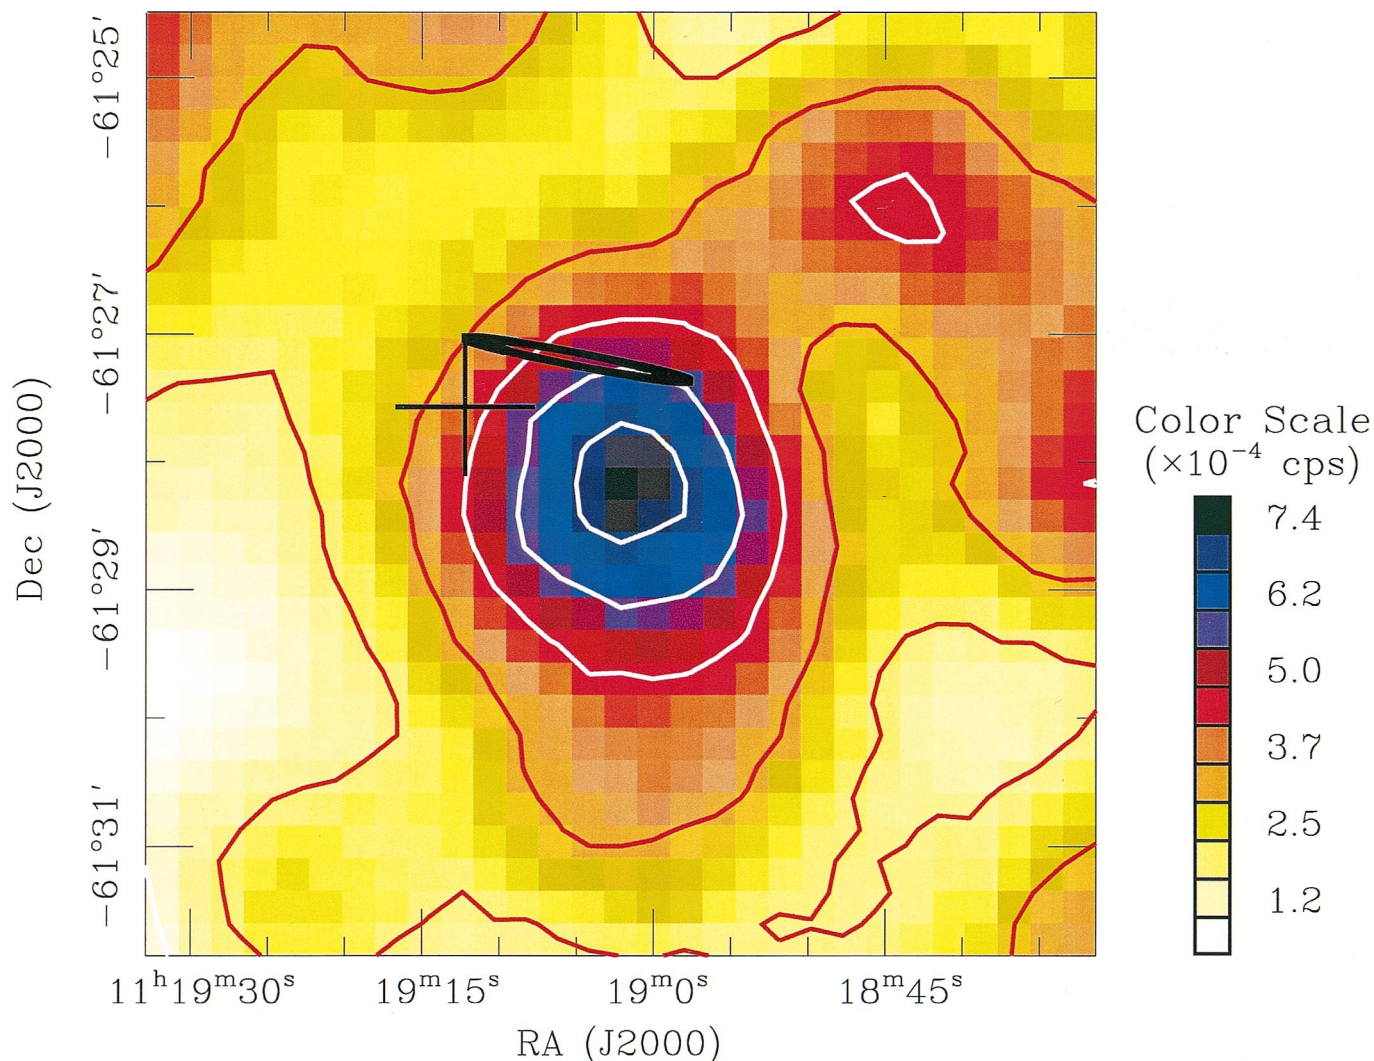 −61°25′
−61°27′
−61°29′
−61°31′
Dec (J2000)
11ʰ19ᵐ30ˢ 19ᵐ15ˢ 19ᵐ0ˢ 18ᵐ45ˢ
RA (J2000)
Color Scale
(×10⁻⁴ cps)
7.4
6.2
5.0
3.7
2.5
1.2